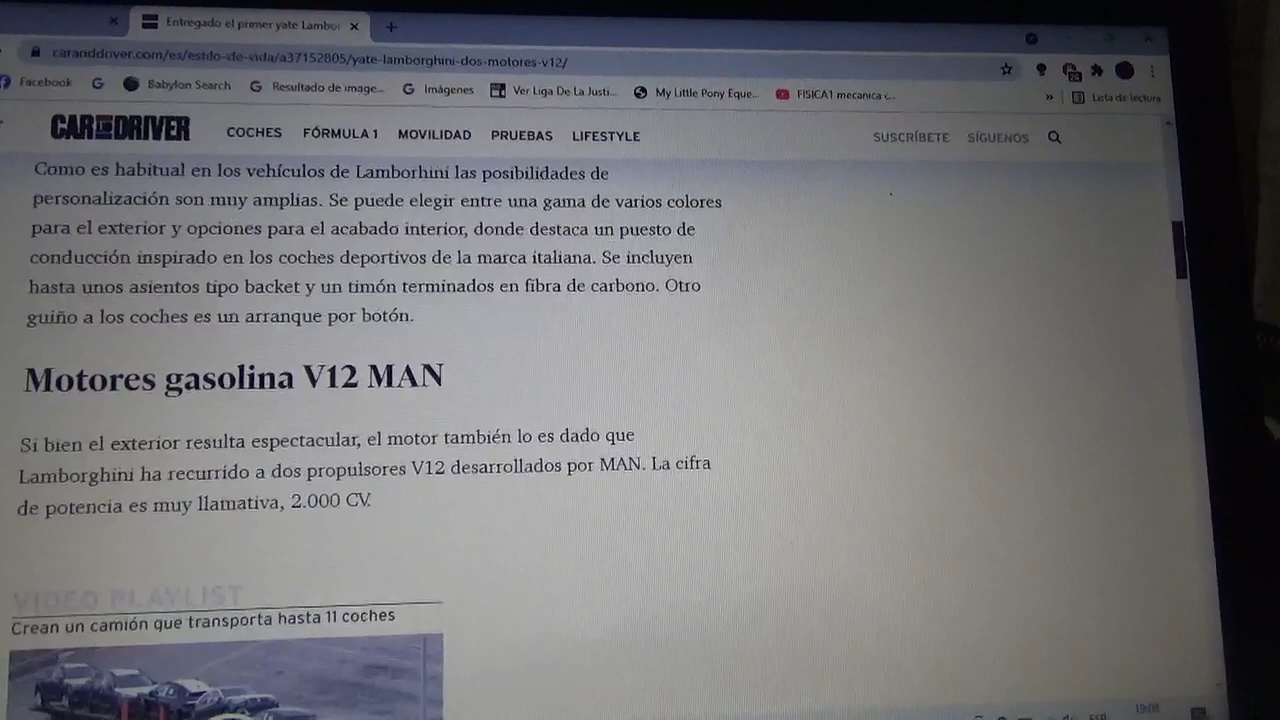 Entregado el primer yate Lambor
caranddriver.com/es/estilo-de-vida/a37152805/yate-lamborghini-dos-motores-v12/
Facebook
Babylon Search
Resultado de image...
Imágenes
Ver Liga De La Justi...
My Little Pony Eque...
FISICA1 mecanica c...
»
Lista de lectura
CAR AND DRIVER
COCHES
FÓRMULA 1
MOVILIDAD
PRUEBAS
LIFESTYLE
SUSCRÍBETE
SÍGUENOS
Como es habitual en los vehículos de Lamborhini las posibilidades de
personalización son muy amplias. Se puede elegir entre una gama de varios colores
para el exterior y opciones para el acabado interior, donde destaca un puesto de
conducción inspirado en los coches deportivos de la marca italiana. Se incluyen
hasta unos asientos tipo backet y un timón terminados en fibra de carbono. Otro
guiño a los coches es un arranque por botón.
Motores gasolina V12 MAN
Si bien el exterior resulta espectacular, el motor también lo es dado que
Lamborghini ha recurrido a dos propulsores V12 desarrollados por MAN. La cifra
de potencia es muy llamativa, 2.000 CV.
VIDEO PLAYLIST
Crean un camión que transporta hasta 11 coches
ESP